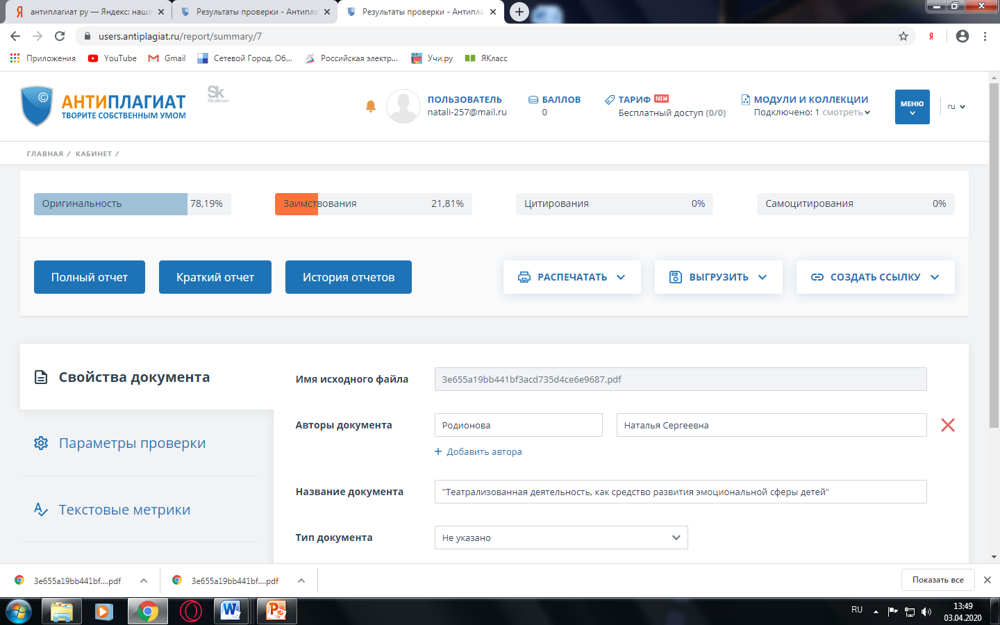 антиплагиат ру — Яндекс: нашл
Результаты проверки - Антипла
Результаты проверки - Антипла
users.antiplagiat.ru/report/summary/7
Я
Приложения
YouTube
Gmail
Сетевой Город. Об...
Российская электр...
Учи.ру
ЯКласс
©
АНТИПЛАГИАТ
ТВОРИТЕ СОБСТВЕННЫМ УМОМ
Sk
Skolkovo
ПОЛЬЗОВАТЕЛЬ
natali-257@mail.ru
БАЛЛОВ
0
ТАРИФ NEW
Бесплатный доступ (0/0)
МОДУЛИ И КОЛЛЕКЦИИ
Подключено: 1 смотреть
МЕНЮ
ru
ГЛАВНАЯ / КАБИНЕТ /
Оригинальность 78,19%
Заимствования 21,81%
Цитирования 0%
Самоцитирования 0%
Полный отчет
Краткий отчет
История отчетов
РАСПЕЧАТАТЬ
ВЫГРУЗИТЬ
СОЗДАТЬ ССЫЛКУ
Свойства документа
Параметры проверки
Текстовые метрики
Имя исходного файла 3e655a19bb441bf3acd735d4ce6e9687.pdf
Авторы документа Родионова Наталья Сергеевна
+ Добавить автора
Название документа "Театрализованная деятельность, как средство развития эмоциональной сферы детей"
Тип документа Не указано
3e655a19bb441bf....pdf
3e655a19bb441bf....pdf
Показать все
RU
13:49
03.04.2020